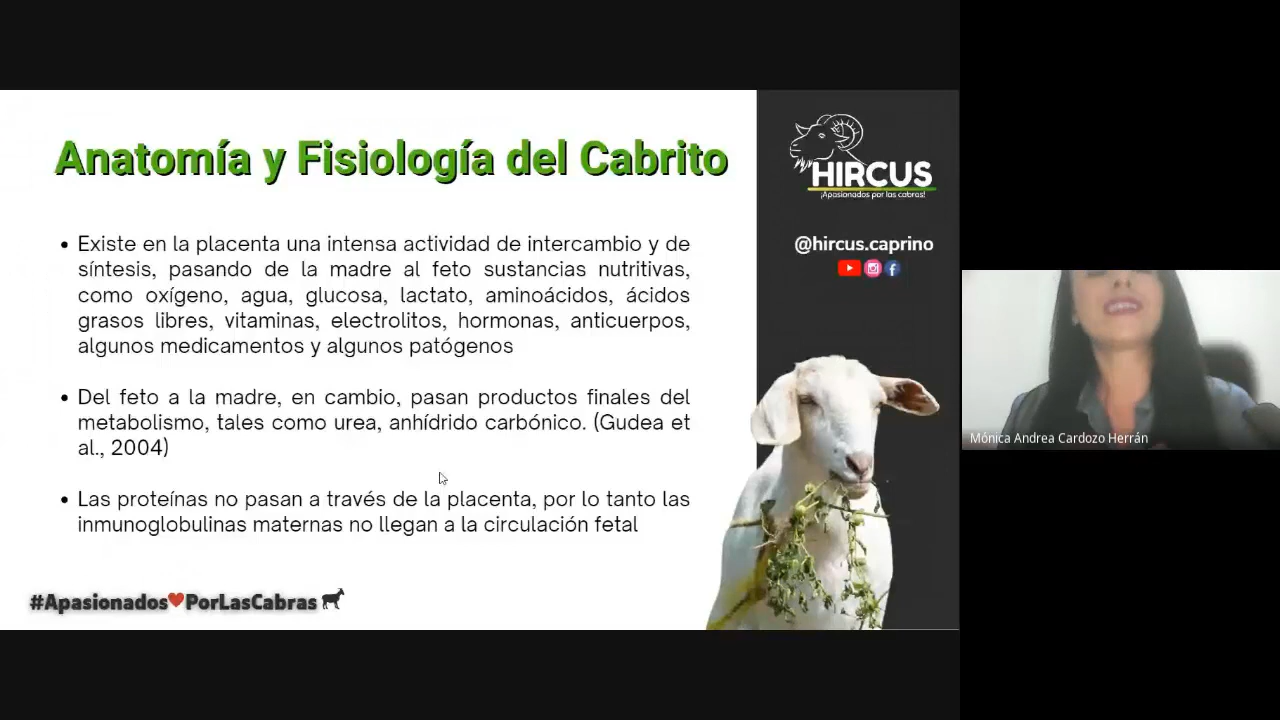 Anatomía y Fisiología del Cabrito
• Existe en la placenta una intensa actividad de intercambio y de
síntesis, pasando de la madre al feto sustancias nutritivas,
como oxígeno, agua, glucosa, lactato, aminoácidos, ácidos
grasos libres, vitaminas, electrolitos, hormonas, anticuerpos,
algunos medicamentos y algunos patógenos
• Del feto a la madre, en cambio, pasan productos finales del
metabolismo, tales como urea, anhídrido carbónico. (Gudea et
al., 2004)
• Las proteínas no pasan a través de la placenta, por lo tanto las
inmunoglobulinas maternas no llegan a la circulación fetal
#Apasionados❤PorLasCabras
HIRCUS
¡Apasionados por las cabras!
@hircus.caprino
Mónica Andrea Cardozo Herrán